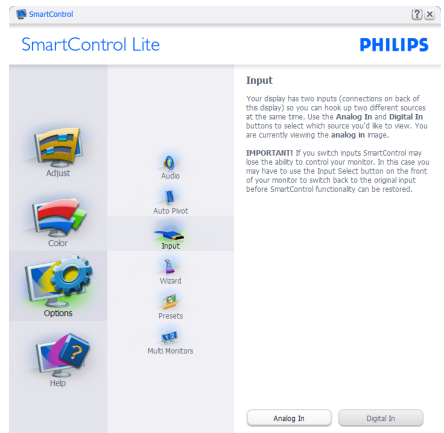 SmartControl
SmartControl Lite
PHILIPS
Adjust
Color
Options
Help
Audio
Auto Pivot
Input
Wizard
Presets
Multi Monitors
Input
Your display has two inputs (connections on back of
this display) so you can hook up two different sources
at the same time. Use the Analog In and Digital In
buttons to select which source you'd like to view. You
are currently viewing the analog in image.
IMPORTANT! If you switch inputs SmartControl may
lose the ability to control your monitor. In this case you
may have to use the Input Select button on the front
of your monitor to switch back to the original input
before SmartControl functionality can be restored.
Analog In
Digital In